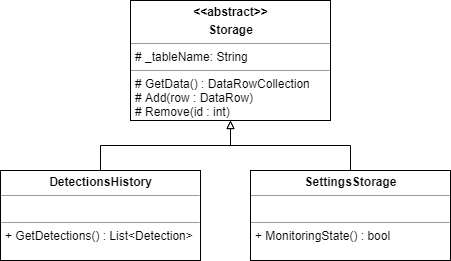 <<abstract>>
Storage
# _tableName: String
# GetData() : DataRowCollection
# Add(row : DataRow)
# Remove(id : int)
DetectionsHistory
+ GetDetections() : List<Detection>
SettingsStorage
+ MonitoringState() : bool